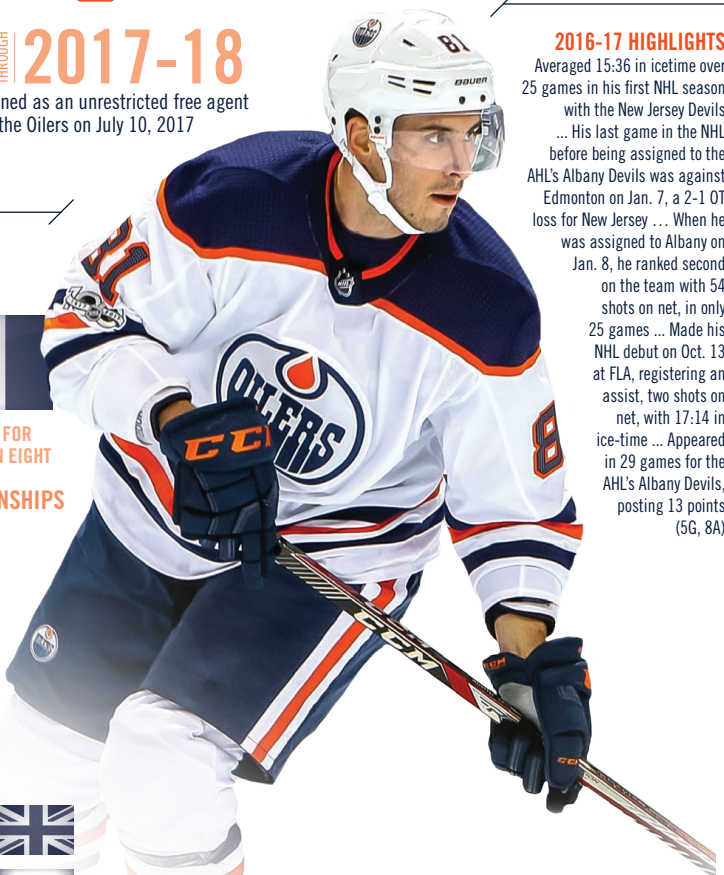 THROUGH
2017-18
ned as an unrestricted free agent
the Oilers on July 10, 2017
FOR
N EIGHT
NSHIPS
2016-17 HIGHLIGHTS
Averaged 15:36 in icetime over
25 games in his first NHL season
with the New Jersey Devils
... His last game in the NHL
before being assigned to the
AHL's Albany Devils was against
Edmonton on Jan. 7, a 2-1 OT
loss for New Jersey ... When he
was assigned to Albany on
Jan. 8, he ranked second
on the team with 54
shots on net, in only
25 games ... Made his
NHL debut on Oct. 13
at FLA, registering an
assist, two shots on
net, with 17:14 in
ice-time ... Appeared
in 29 games for the
AHL's Albany Devils,
posting 13 points
(5G, 8A)
81
BAUER
81
NHL
OILERS
8
CC
CCM
CCM